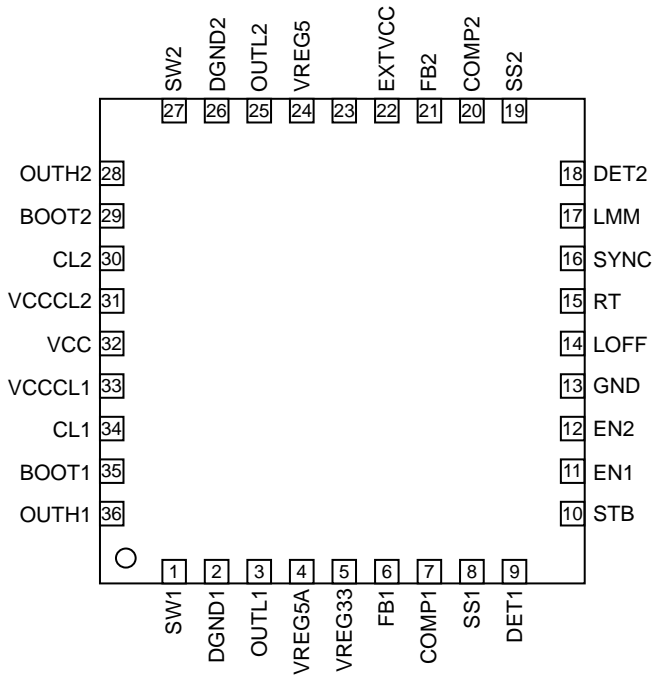 SW2
DGND2
OUTL2
VREG5
EXTVCC
FB2
COMP2
SS2
27
26
25
24
23
22
21
20
19
OUTH2 28
BOOT2 29
CL2 30
VCCCL2 31
VCC 32
VCCCL1 33
CL1 34
BOOT1 35
OUTH1 36
18 DET2
17 LMM
16 SYNC
15 RT
14 LOFF
13 GND
12 EN2
11 EN1
10 STB
1
2
3
4
5
6
7
8
9
SW1
DGND1
OUTL1
VREG5A
VREG33
FB1
COMP1
SS1
DET1